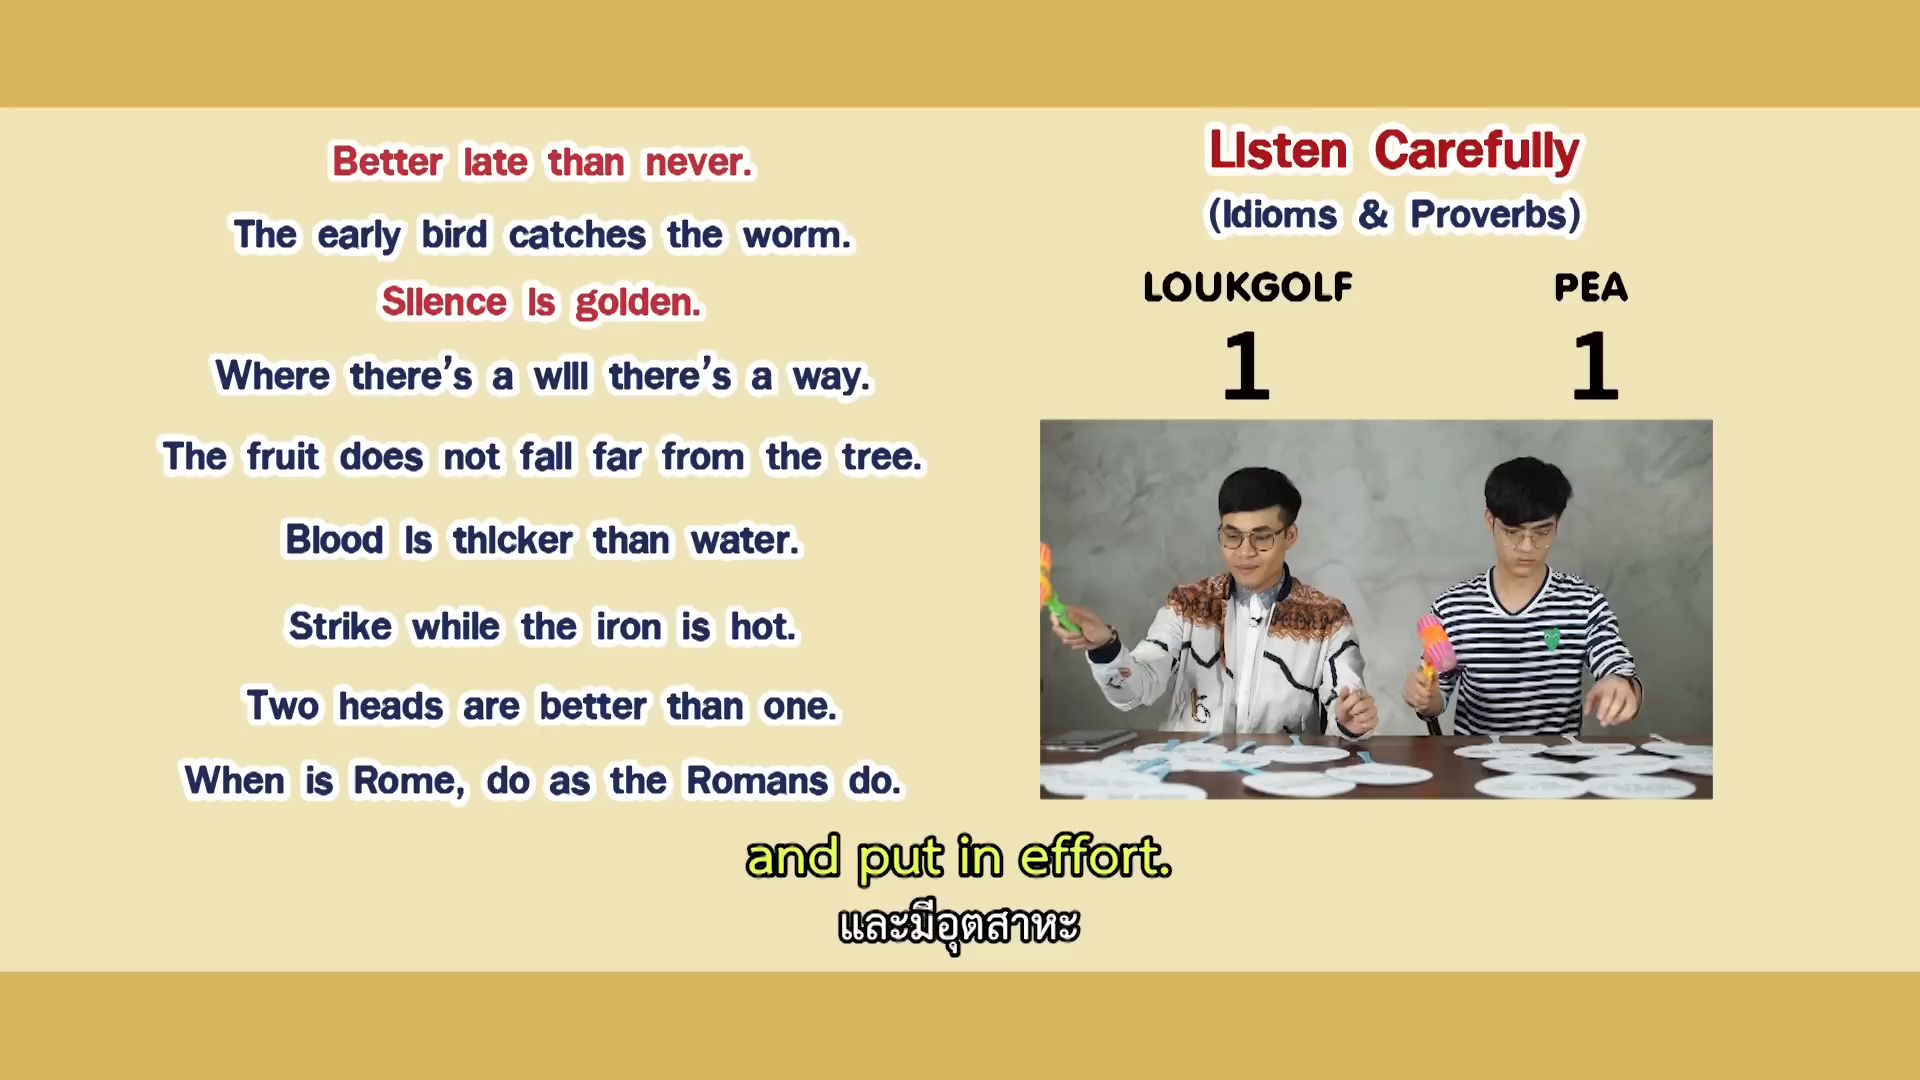 Better late than never.
The early bird catches the worm.
Silence is golden.
Where there's a will there's a way.
The fruit does not fall far from the tree.
Blood is thicker than water.
Strike while the iron is hot.
Two heads are better than one.
When is Rome, do as the Romans do.
Listen Carefully
(Idioms & Proverbs)
LOUKGOLF PEA
1 1
and put in effort.
และมีอุตสาหะ